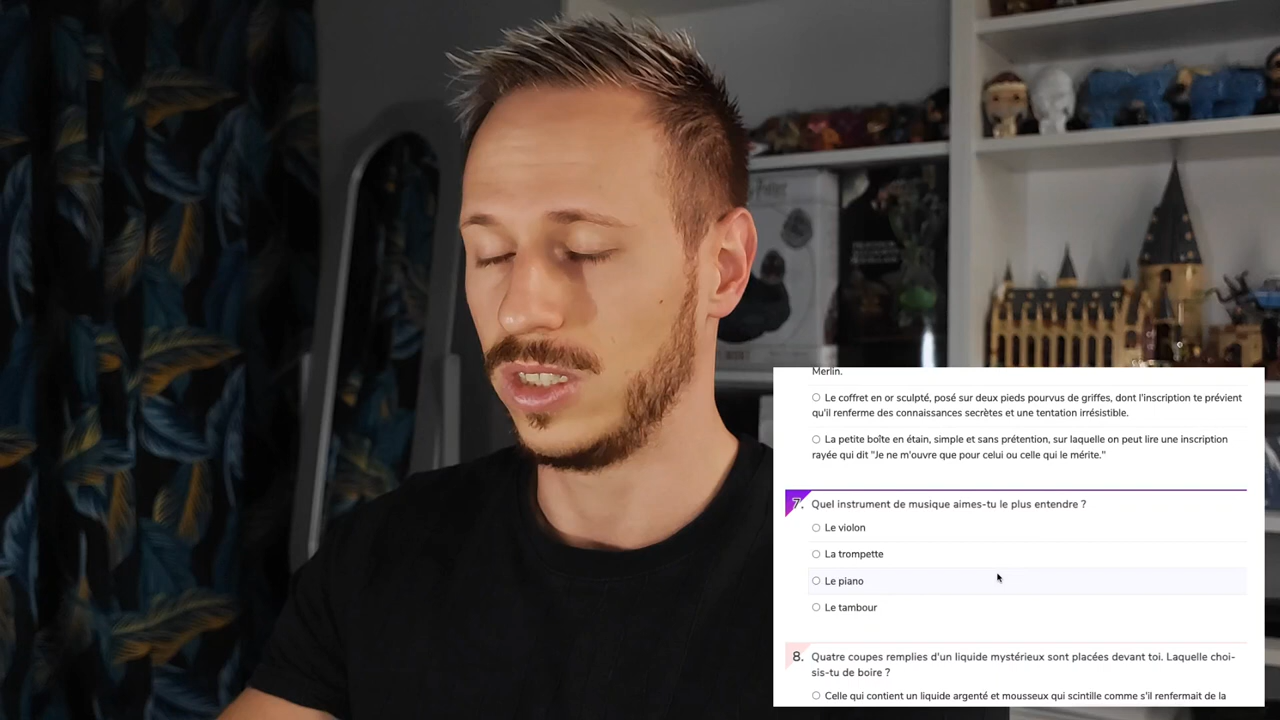 Merlin.
Le coffret en or sculpté, posé sur deux pieds pourvus de griffes, dont l'inscription te prévient
qu'il renferme des connaissances secrètes et une tentation irrésistible.
La petite boîte en étain, simple et sans prétention, sur laquelle on peut lire une inscription
rayée qui dit "Je ne m'ouvre que pour celui ou celle qui le mérite."
7. Quel instrument de musique aimes-tu le plus entendre ?
Le violon
La trompette
Le piano
Le tambour
8. Quatre coupes remplies d'un liquide mystérieux sont placées devant toi. Laquelle choi-
sis-tu de boire ?
Celle qui contient un liquide argenté et mousseux qui scintille comme s'il renfermait de la